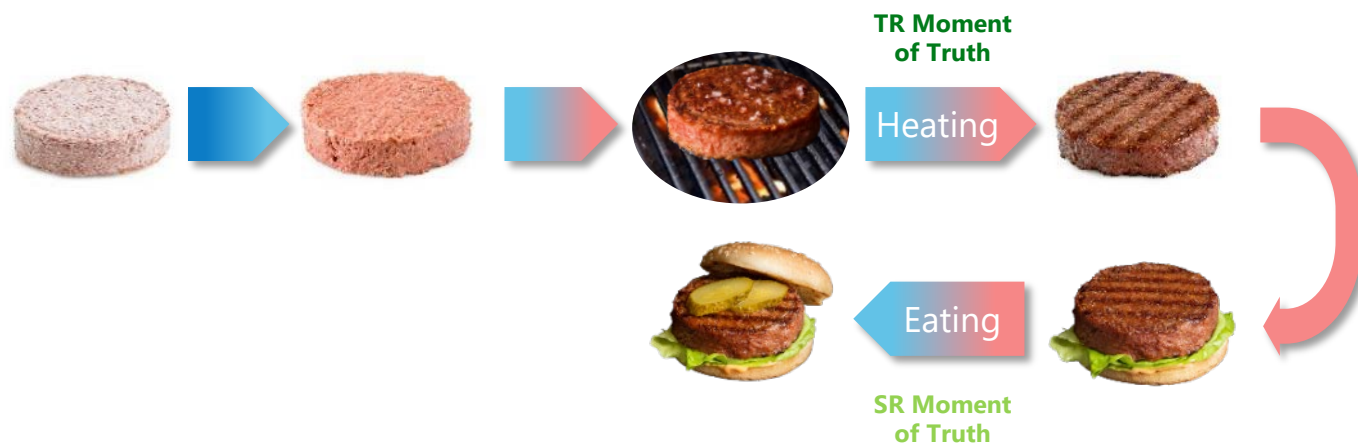 TR Moment
of Truth
Heating
Eating
SR Moment
of Truth